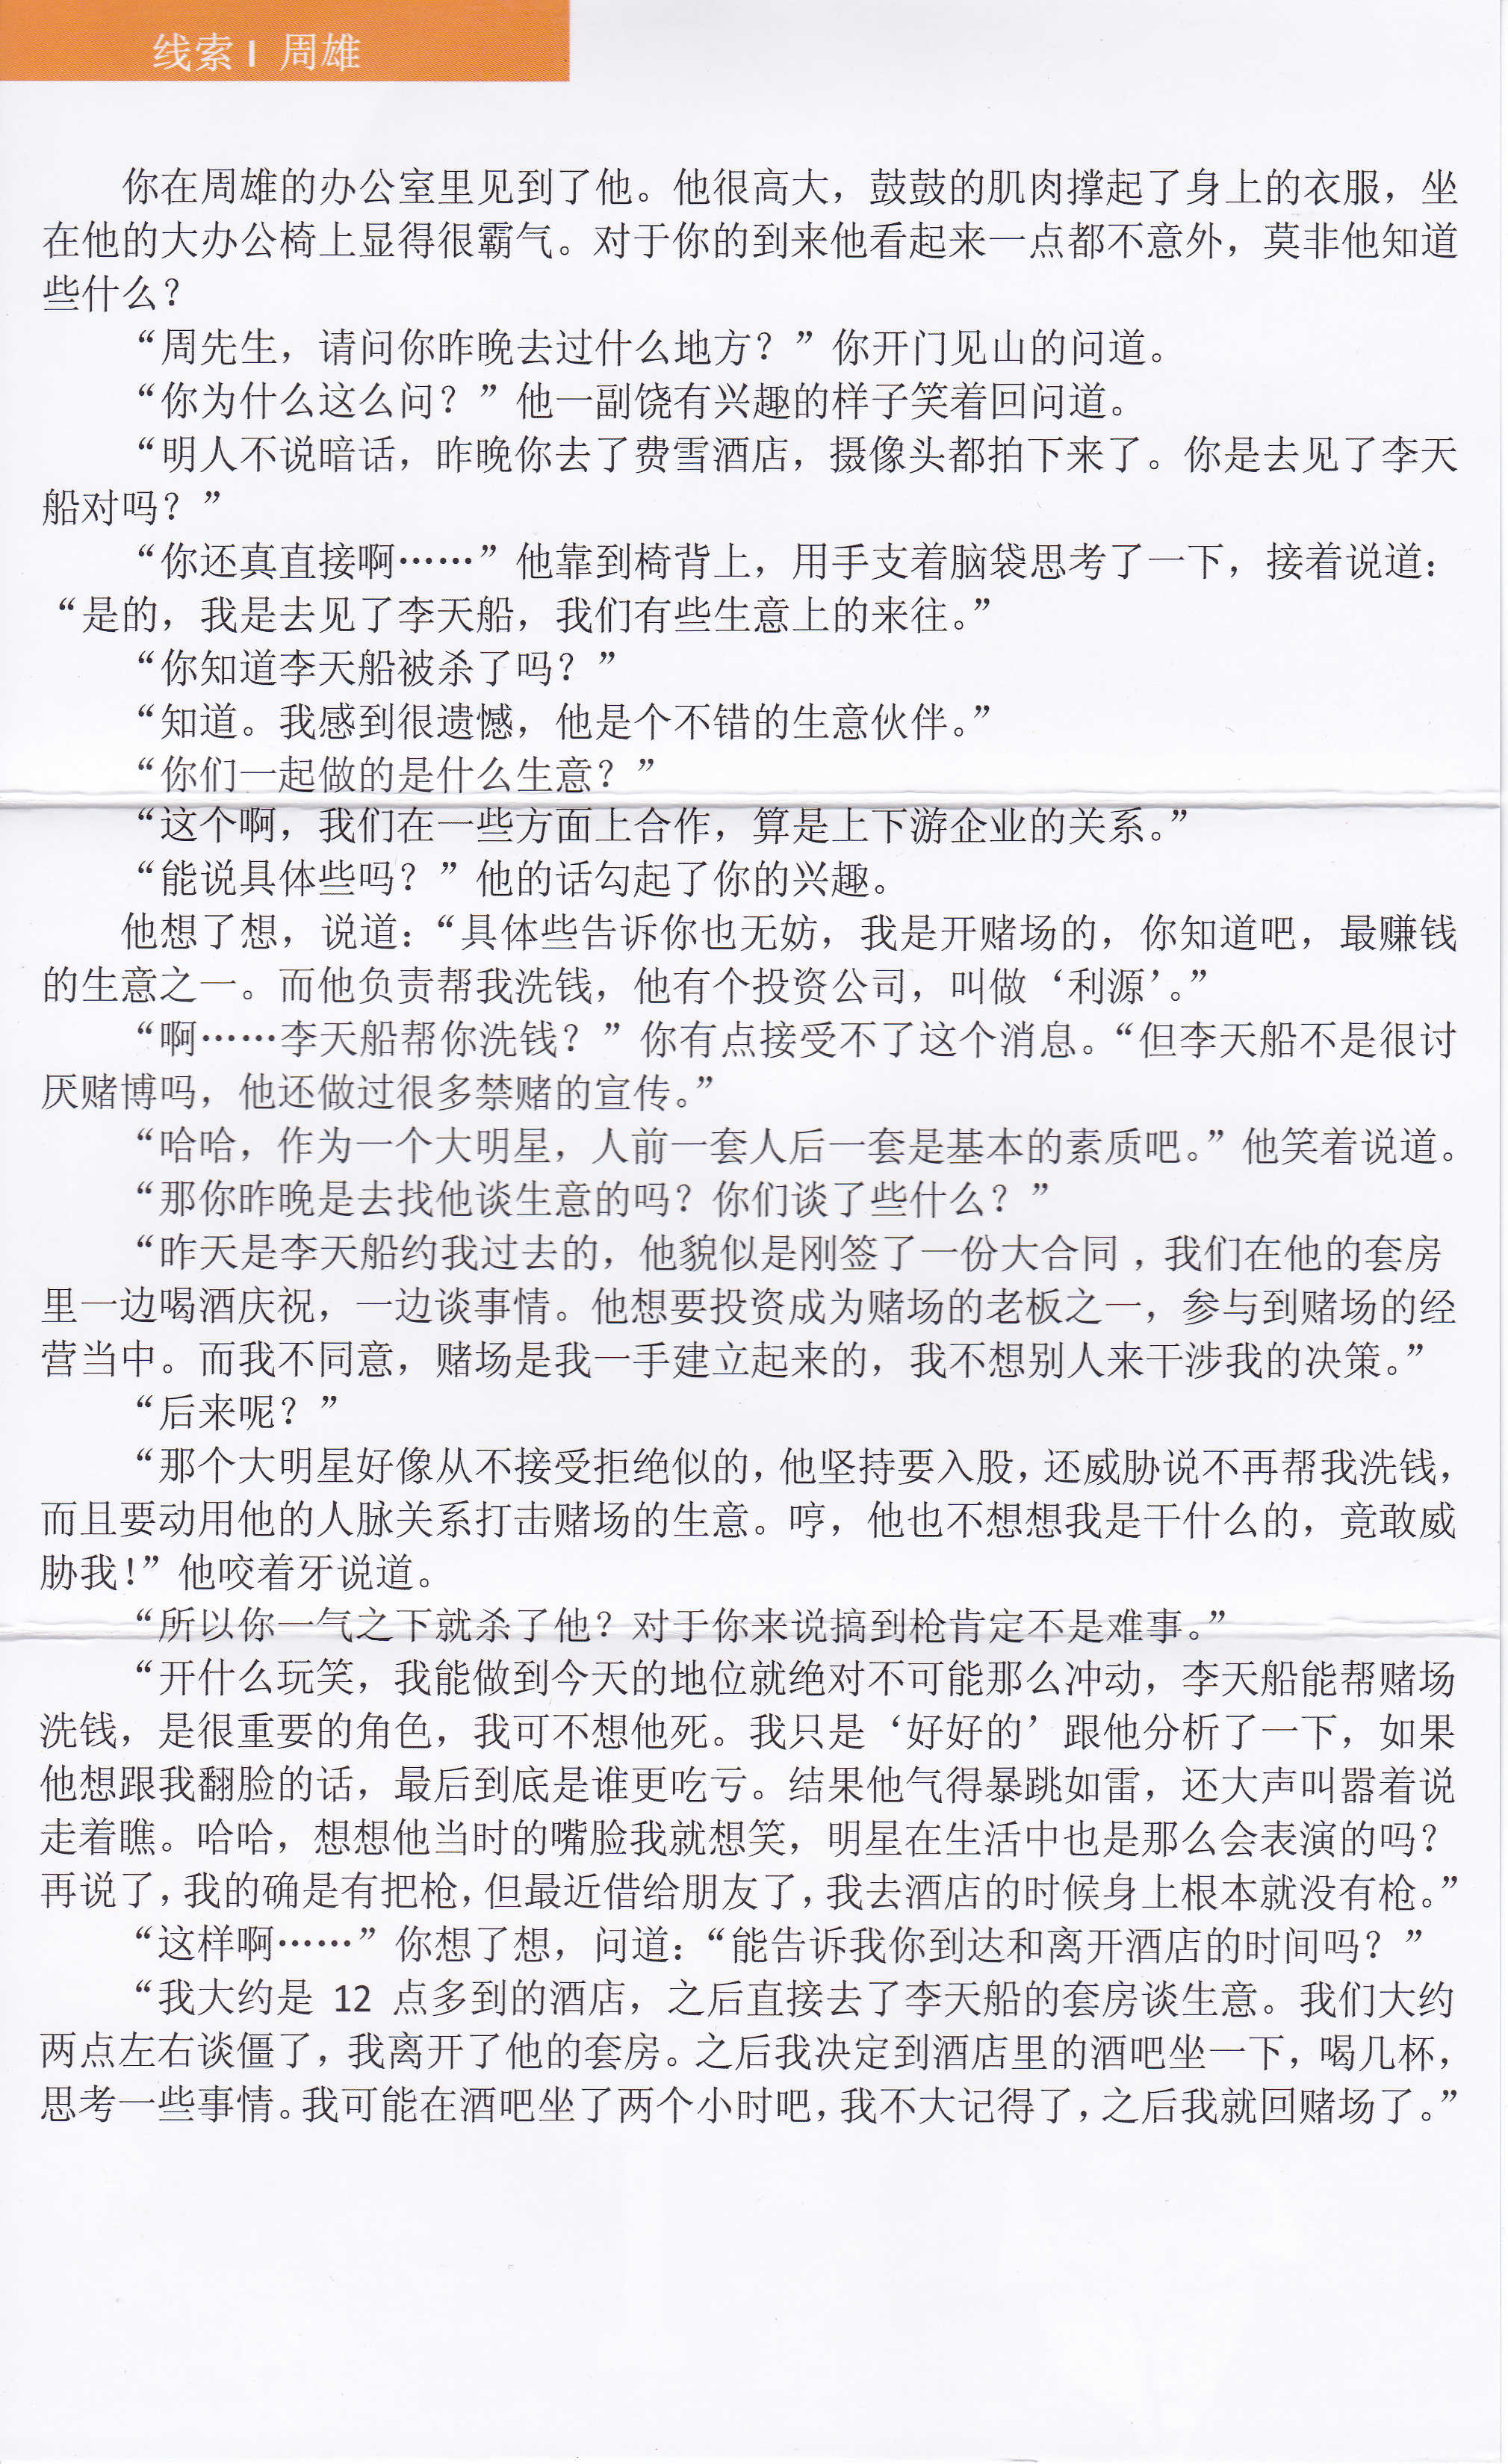 线索 I 周雄
你在周雄的办公室里见到了他。他很高大，鼓鼓的肌肉撑起了身上的衣服，坐
在他的大办公椅上显得很霸气。对于你的到来他看起来一点都不意外，莫非他知道
些什么？
“周先生，请问你昨晚去过什么地方？”你开门见山的问道。
“你为什么这么问？”他一副饶有兴趣的样子笑着回问道。
“明人不说暗话，昨晚你去了费雪酒店，摄像头都拍下来了。你是去见了李天
船对吗？”
“你还真直接啊……”他靠到椅背上，用手支着脑袋思考了一下，接着说道：
“是的，我是去见了李天船，我们有些生意上的来往。”
“你知道李天船被杀了吗？”
“知道。我感到很遗憾，他是个不错的生意伙伴。”
“你们一起做的是什么生意？”
“这个啊，我们在一些方面上合作，算是上下游企业的关系。”
“能说具体些吗？”他的话勾起了你的兴趣。
他想了想，说道：“具体些告诉你也无妨，我是开赌场的，你知道吧，最赚钱
的生意之一。而他负责帮我洗钱，他有个投资公司，叫做‘利源’。”
“啊……李天船帮你洗钱？”你有点接受不了这个消息。“但李天船不是很讨
厌赌博吗，他还做过很多禁赌的宣传。”
“哈哈，作为一个大明星，人前一套人后一套是基本的素质吧。”他笑着说道。
“那你昨晚是去找他谈生意的吗？你们谈了些什么？”
“昨天是李天船约我过去的，他貌似是刚签了一份大合同，我们在他的套房
里一边喝酒庆祝，一边谈事情。他想要投资成为赌场的老板之一，参与到赌场的经
营当中。而我不同意，赌场是我一手建立起来的，我不想别人来干涉我的决策。”
“后来呢？”
“那个大明星好像从不接受拒绝似的，他坚持要入股，还威胁说不再帮我洗钱，
而且要动用他的人脉关系打击赌场的生意。哼，他也不想想我是干什么的，竟敢威
胁我！”他咬着牙说道。
“所以你一气之下就杀了他？对于你来说搞到枪肯定不是难事。”
“开什么玩笑，我能做到今天的地位就绝对不可能那么冲动，李天船能帮赌场
洗钱，是很重要的角色，我可不想他死。我只是‘好好的’跟他分析了一下，如果
他想跟我翻脸的话，最后到底是谁更吃亏。结果他气得暴跳如雷，还大声叫嚣着说
走着瞧。哈哈，想想他当时的嘴脸我就想笑，明星在生活中也是那么会表演的吗？
再说了，我的确是有把枪，但最近借给朋友了，我去酒店的时候身上根本就没有枪。”
“这样啊……”你想了想，问道：“能告诉我你到达和离开酒店的时间吗？”
“我大约是 12 点多到的酒店，之后直接去了李天船的套房谈生意。我们大约
两点左右谈僵了，我离开了他的套房。之后我决定到酒店里的酒吧坐一下，喝几杯，
思考一些事情。我可能在酒吧坐了两个小时吧，我不大记得了，之后我就回赌场了。”